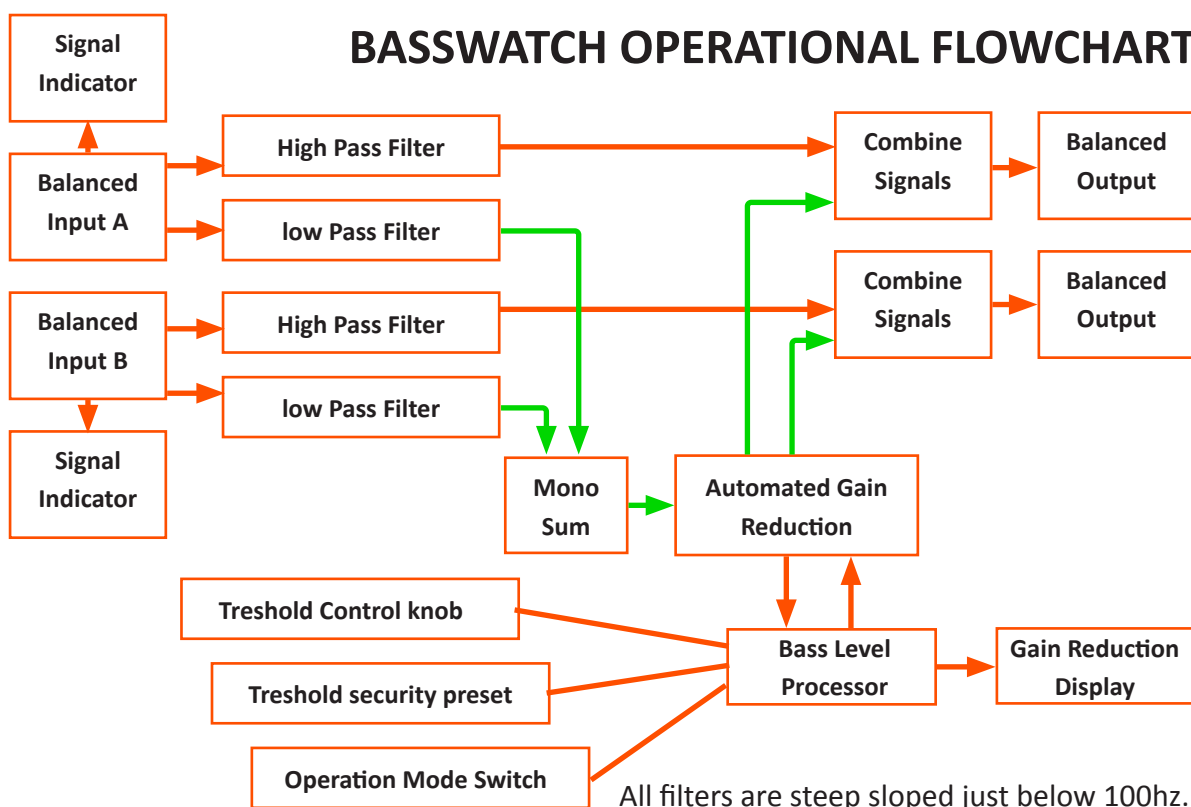 BASSWATCH OPERATIONAL FLOWCHART
Signal
Indicator
Balanced
Input A
High Pass Filter
low Pass Filter
Combine
Signals
Balanced
Output
Balanced
Input B
High Pass Filter
low Pass Filter
Combine
Signals
Balanced
Output
Signal
Indicator
Mono
Sum
Automated Gain
Reduction
Treshold Control knob
Treshold security preset
Operation Mode Switch
Bass Level
Processor
Gain Reduction
Display
All filters are steep sloped just below 100hz.